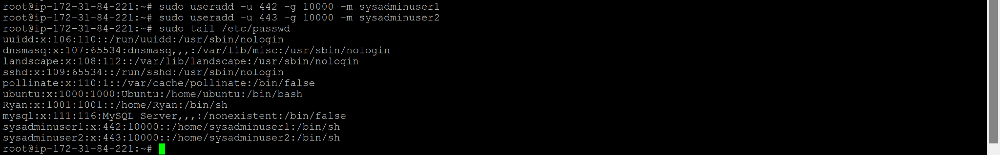 root@ip-172-31-84-221:~# sudo useradd -u 442 -g 10000 -m sysadminuser1
root@ip-172-31-84-221:~# sudo useradd -u 443 -g 10000 -m sysadminuser2
root@ip-172-31-84-221:~# sudo tail /etc/passwd
uuidd:x:106:110::/run/uuidd:/usr/sbin/nologin
dnsmasq:x:107:65534:dnsmasq,,,:/var/lib/misc:/usr/sbin/nologin
landscape:x:108:112::/var/lib/landscape:/usr/sbin/nologin
sshd:x:109:65534::/run/sshd:/usr/sbin/nologin
pollinate:x:110:1::/var/cache/pollinate:/bin/false
ubuntu:x:1000:1000:Ubuntu:/home/ubuntu:/bin/bash
Ryan:x:1001:1001::/home/Ryan:/bin/sh
mysql:x:111:116:MySQL Server,,,:/nonexistent:/bin/false
sysadminuser1:x:442:10000::/home/sysadminuser1:/bin/sh
sysadminuser2:x:443:10000::/home/sysadminuser2:/bin/sh
root@ip-172-31-84-221:~#